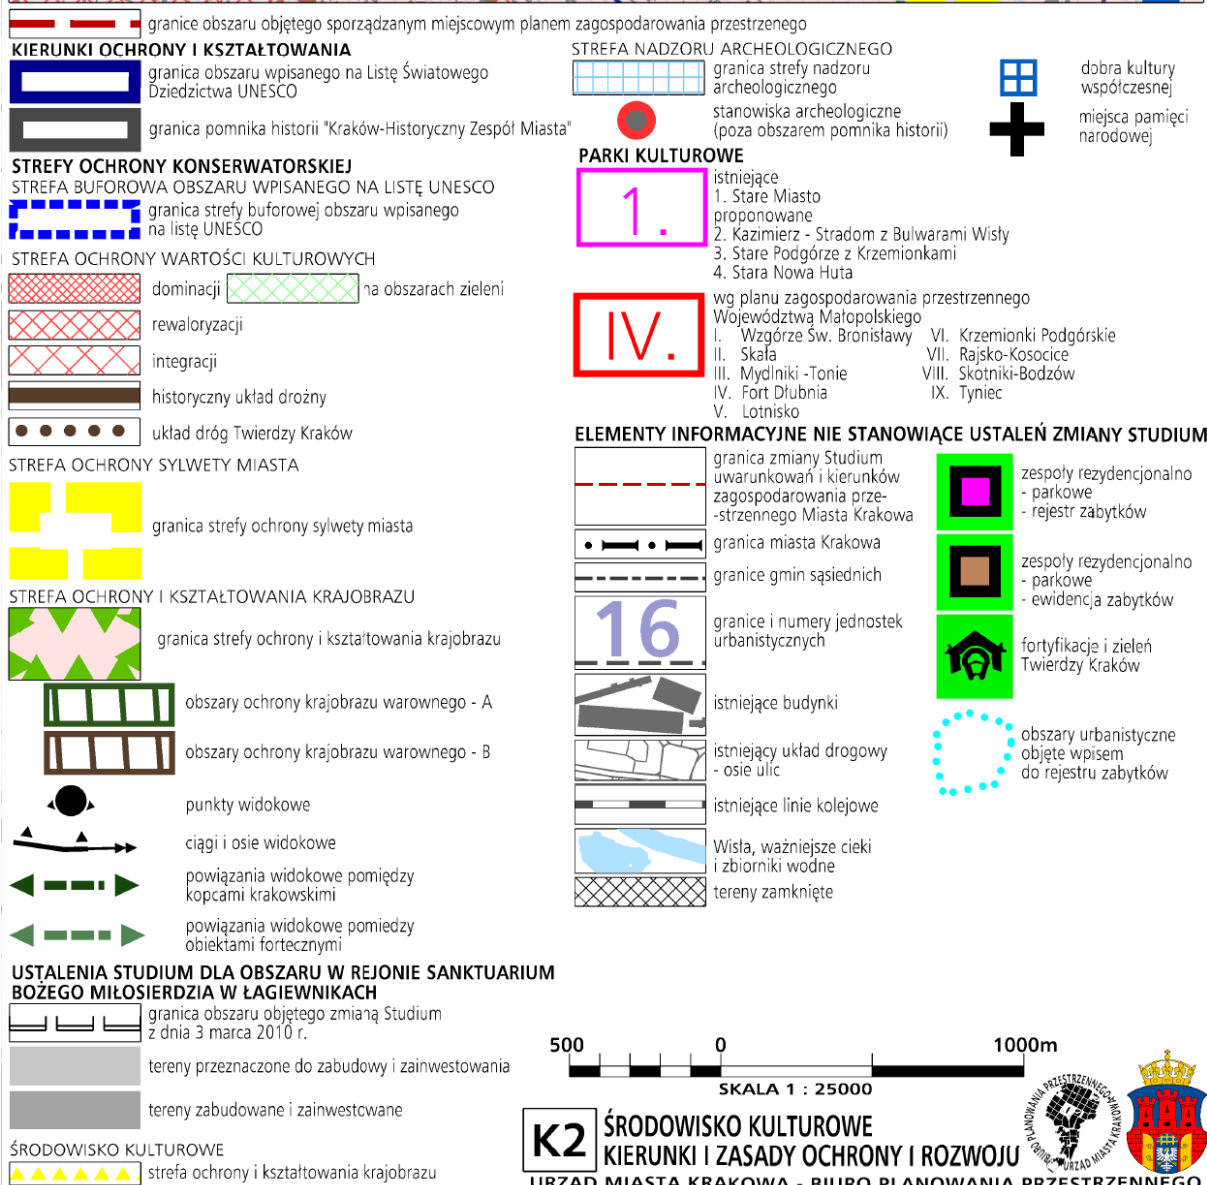 granice obszaru objętego sporządzanym miejscowym planem zagospodarowania przestrzennego
KIERUNKI OCHRONY I KSZTAŁTOWANIA
granica obszaru wpisanego na Listę Światowego
Dziedzictwa UNESCO
granica pomnika historii "Kraków-Historyczny Zespół Miasta"
STREFY OCHRONY KONSERWATORSKIEJ
STREFA BUFOROWA OBSZARU WPISANEGO NA LISTĘ UNESCO
granica strefy buforowej obszaru wpisanego
na listę UNESCO
STREFA OCHRONY WARTOŚCI KULTUROWYCH
dominacji
na obszarach zieleni
rewaloryzacji
integracji
historyczny układ drożny
układ dróg Twierdzy Kraków
STREFA OCHRONY SYLWETY MIASTA
granica strefy ochrony sylwety miasta
STREFA OCHRONY I KSZTAŁTOWANIA KRAJOBRAZU
granica strefy ochrony i kształtowania krajobrazu
obszary ochrony krajobrazu warownego - A
obszary ochrony krajobrazu warownego - B
punkty widokowe
ciągi i osie widokowe
powiązania widokowe pomiędzy
kopcami krakowskimi
powiązania widokowe pomiedzy
obiektami fortecznymi
USTALENIA STUDIUM DLA OBSZARU W REJONIE SANKTUARIUM
BOŻEGO MIŁOSIERDZIA W ŁAGIEWNIKACH
granica obszaru objętego zmianą Studium
z dnia 3 marca 2010 r.
tereny przeznaczone do zabudowy i zainwestowania
tereny zabudowane i zainwestowane
ŚRODOWISKO KULTUROWE
strefa ochrony i kształtowania krajobrazu
STREFA NADZORU ARCHEOLOGICZNEGO
granica strefy nadzoru
archeologicznego
stanowiska archeologiczne
(poza obszarem pomnika historii)
dobra kultury
współczesnej
miejsca pamięci
narodowej
PARKI KULTUROWE
1.
istniejące
1. Stare Miasto
proponowane
2. Kazimierz - Stradom z Bulwarami Wisły
3. Stare Podgórze z Krzemionkami
4. Stara Nowa Huta
IV.
wg planu zagospodarowania przestrzennego
Województwa Małopolskiego
I. Wzgórze Św. Bronisławy
II. Skała
III. Mydlniki -Tonie
IV. Fort Dłubnia
V. Lotnisko
VI. Krzemionki Podgórskie
VII. Rajsko-Kosocice
VIII. Skotniki-Bodzów
IX. Tyniec
ELEMENTY INFORMACYJNE NIE STANOWIĄCE USTALEŃ ZMIANY STUDIUM
granica zmiany Studium
uwarunkowań i kierunków
zagospodarowania prze-
-strzennego Miasta Krakowa
granica miasta Krakowa
granice gmin sąsiednich
16
granice i numery jednostek
urbanistycznych
istniejące budynki
istniejący układ drogowy
- osie ulic
istniejące linie kolejowe
Wisła, ważniejsze cieki
i zbiorniki wodne
tereny zamknięte
zespoły rezydencjonalno
- parkowe
- rejestr zabytków
zespoły rezydencjonalno
- parkowe
- ewidencja zabytków
fortyfikacje i zieleń
Twierdzy Kraków
obszary urbanistyczne
objęte wpisem
do rejestru zabytków
500 0 1000m
SKALA 1 : 25000
K2
ŚRODOWISKO KULTUROWE
KIERUNKI I ZASADY OCHRONY I ROZWOJU
BIURO PLANOWANIA PRZESTRZENNEGO
URZĄD MIASTA KRAKOWA
URZĄD MIASTA KRAKOWA - BIURO PLANOWANIA PRZESTRZENNEGO